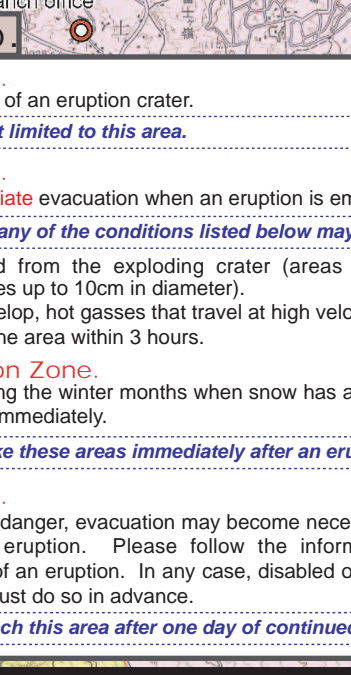 of an eruption crater.
t limited to this area.
iate evacuation when an eruption is em
any of the conditions listed below may
d from the exploding crater (areas
es up to 10cm in diameter).
elop, hot gasses that travel at high velo
ne area within 3 hours.
on Zone.
ng the winter months when snow has a
mmediately.
ke these areas immediately after an eru
danger, evacuation may become nece
eruption. Please follow the inform
of an eruption. In any case, disabled o
ust do so in advance.
ch this area after one day of continued